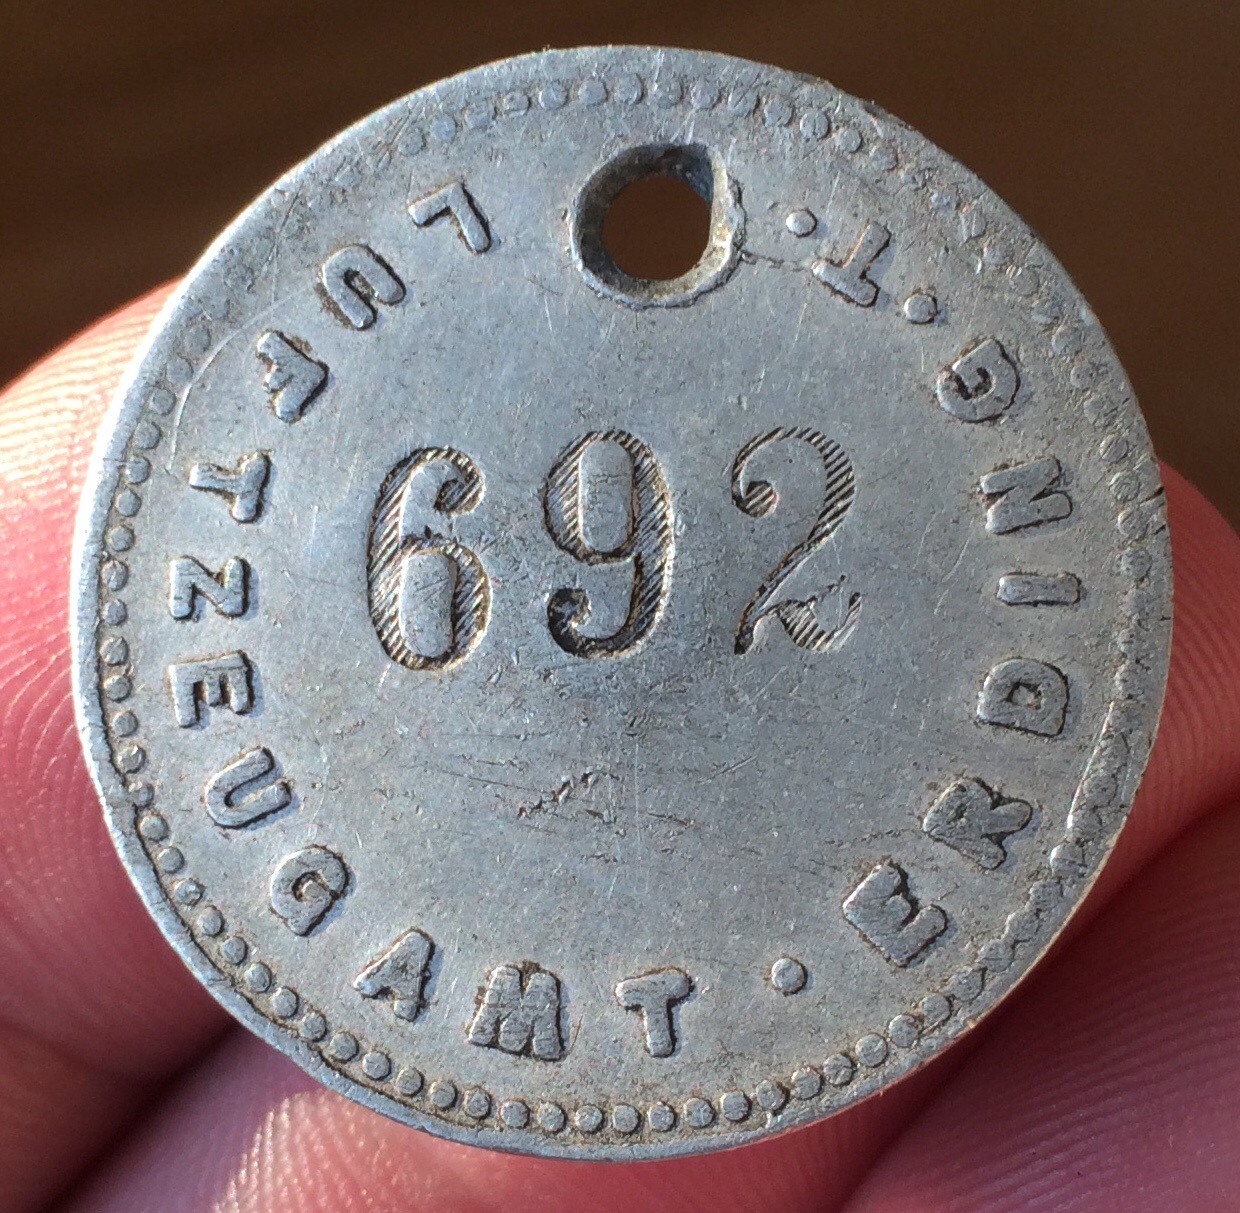 LUFTZEUGAMT · ERDING · T ·
692